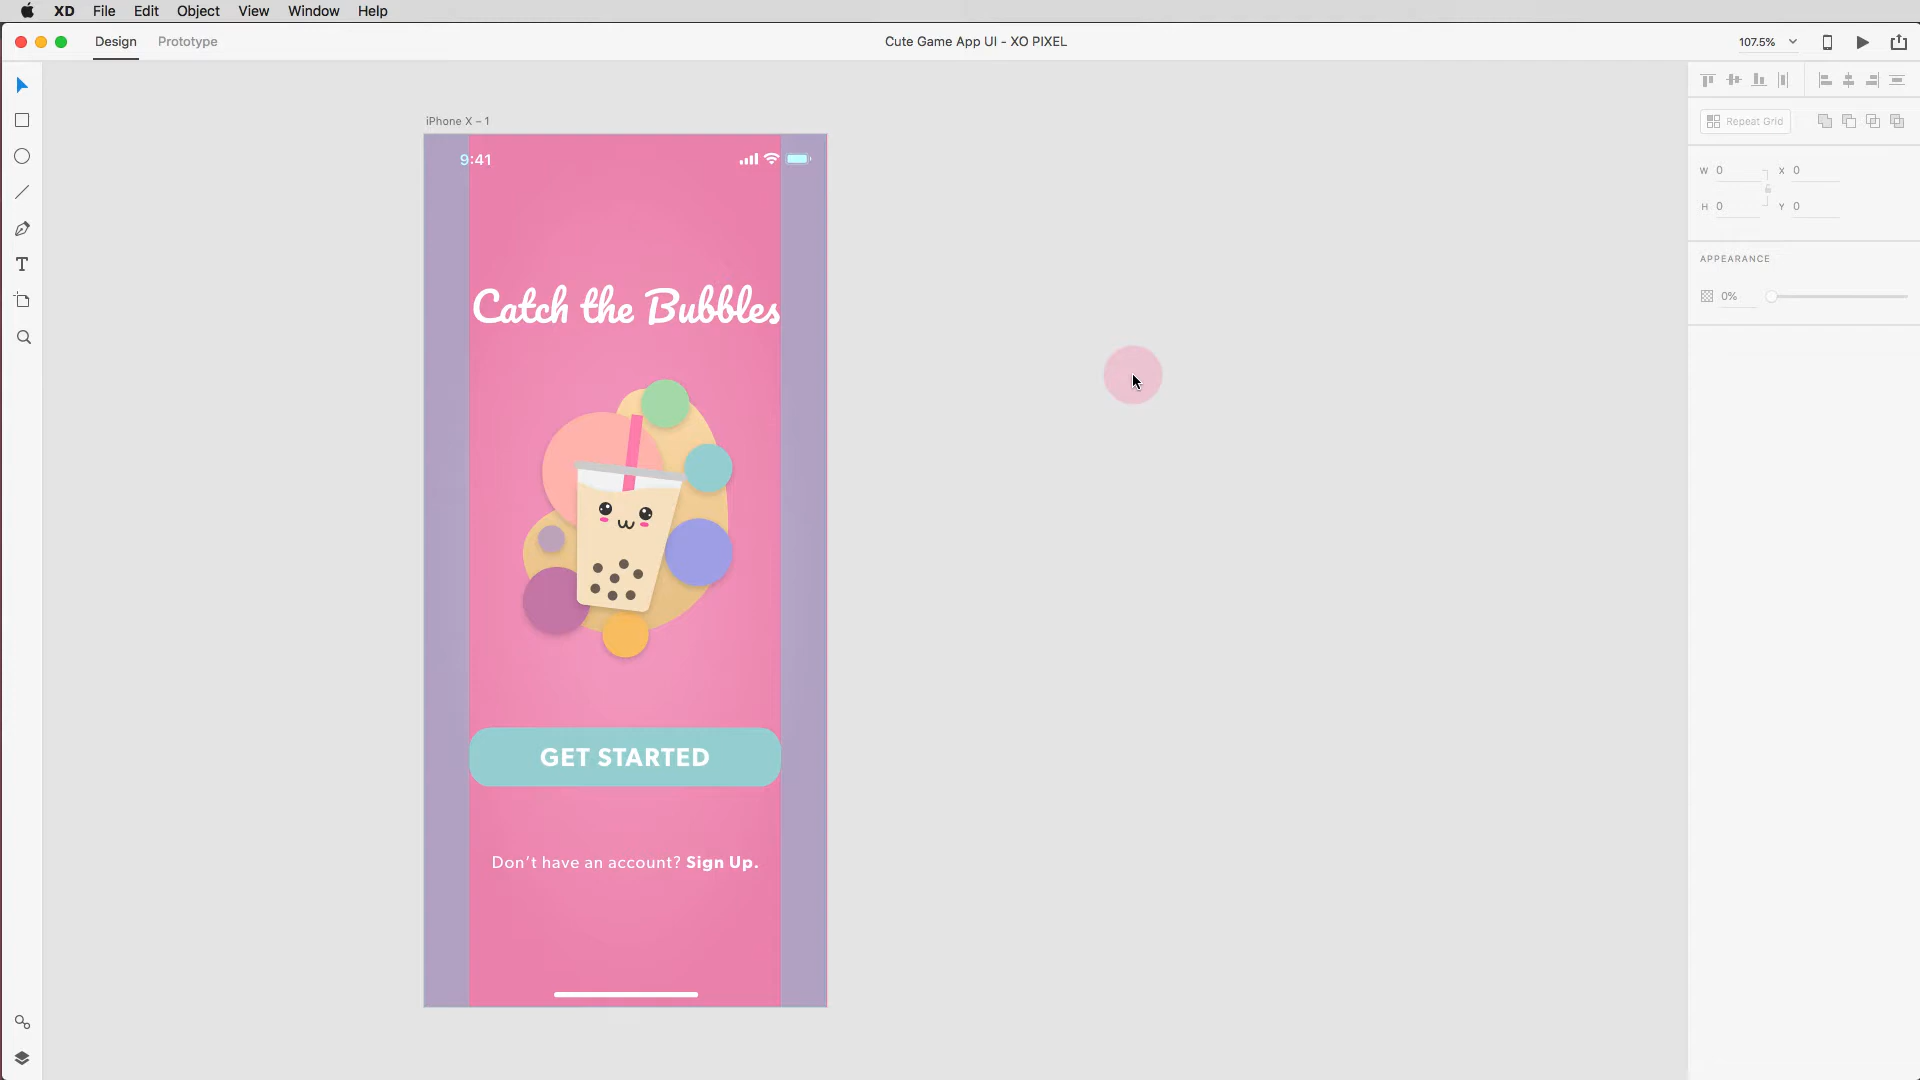 XD File Edit Object View Window Help
Design Prototype Cute Game App UI - XO PIXEL 107.5%
Repeat Grid
W 0 X 0
H 0 Y 0
APPEARANCE
0%
iPhone X – 1
9:41
Catch the Bubbles
GET STARTED
Don't have an account? Sign Up.